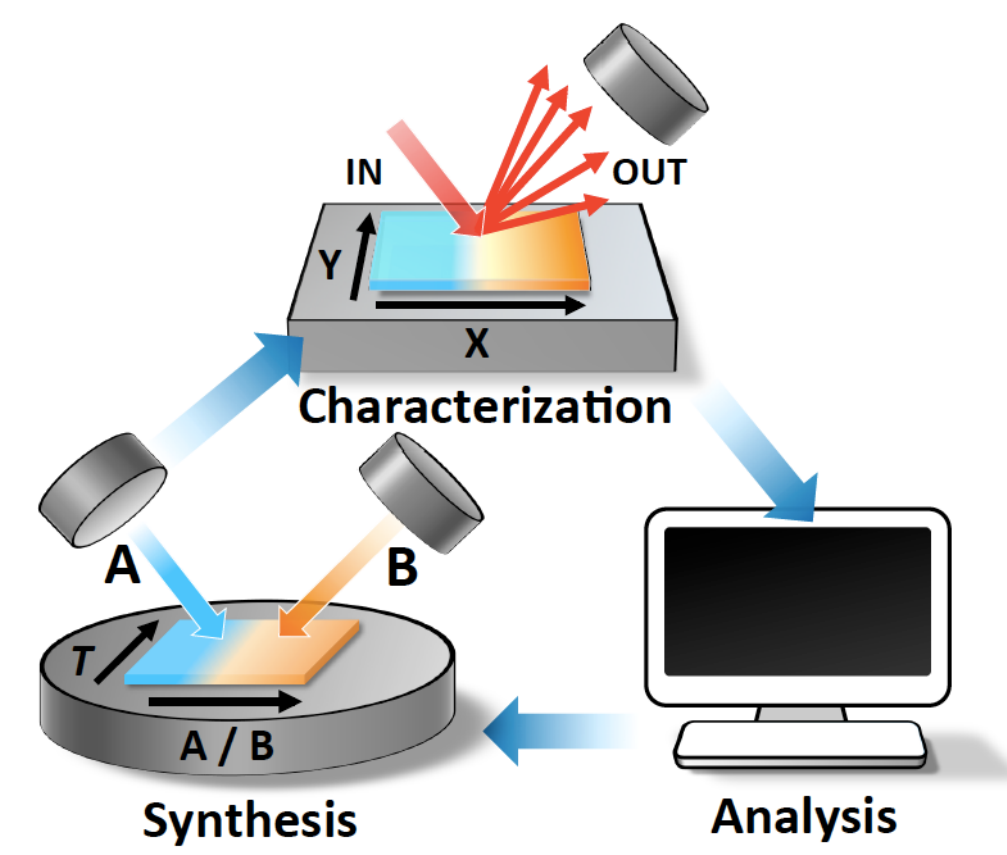 IN
OUT
Y
X
Characterization
A
B
T
A / B
Synthesis
Analysis